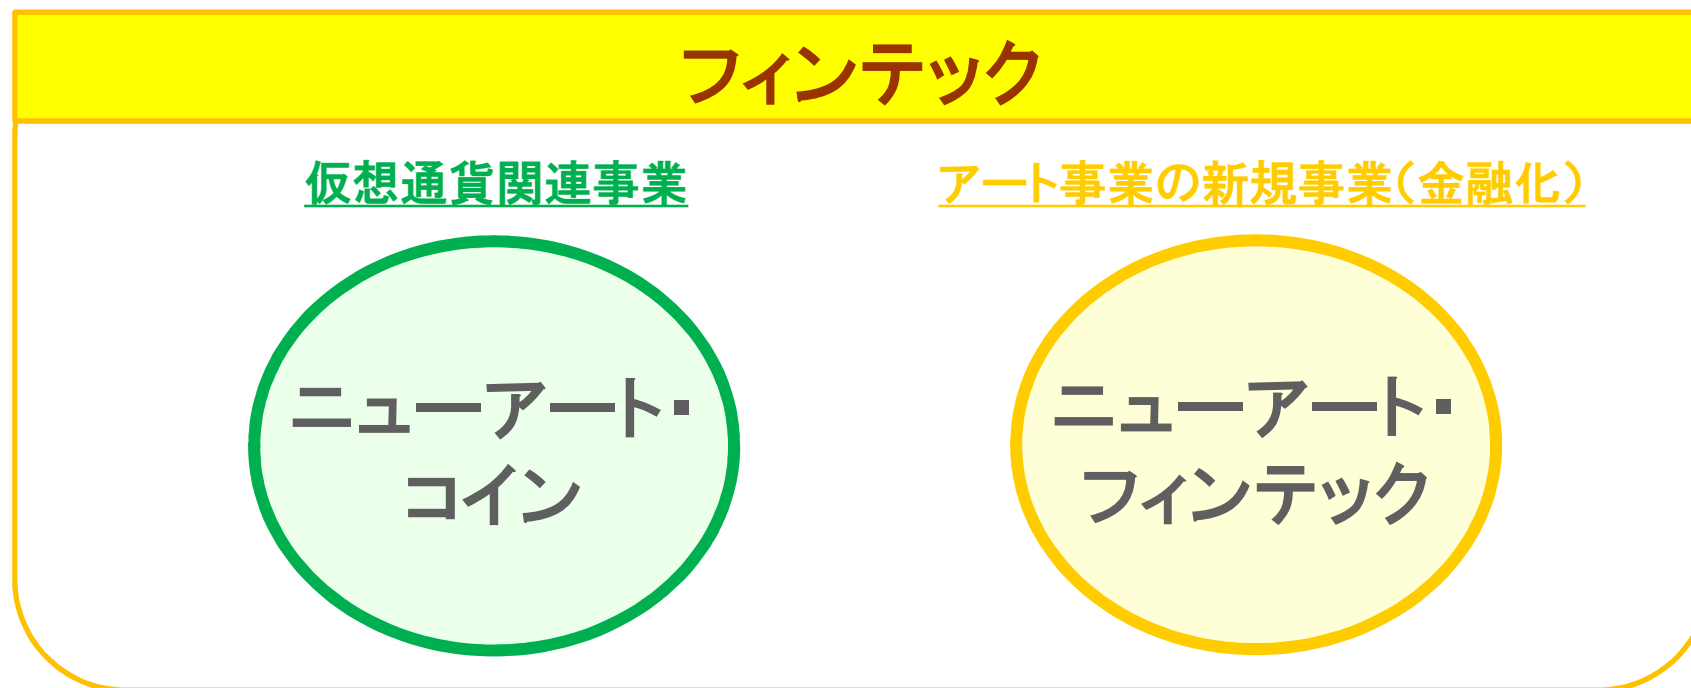 フィンテック
仮想通貨関連事業
アート事業の新規事業（金融化）
ニューアート・
コイン
ニューアート・
フィンテック